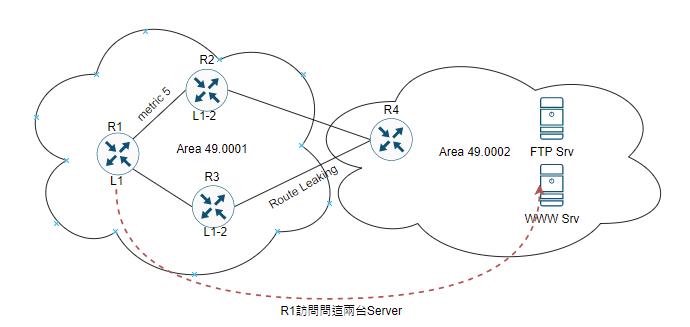 R2
metric 5
L1-2
R1
L1
Area 49.0001
R3
L1-2
Route Leaking
R4
Area 49.0002
FTP Srv
WWW Srv
R1訪問問這兩台Server